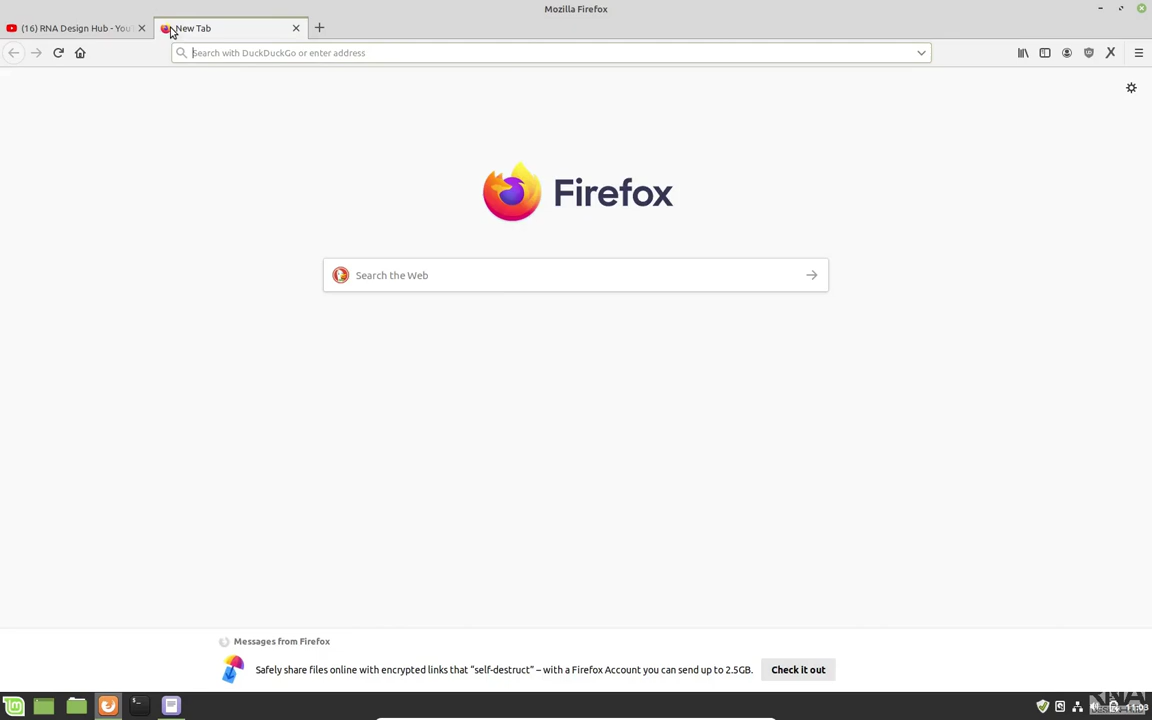 Mozilla Firefox
(16) RNA Design Hub - You
New Tab
Search with DuckDuckGo or enter address
Firefox
Search the Web
Messages from Firefox
Safely share files online with encrypted links that “self-destruct” – with a Firefox Account you can send up to 2.5GB.
Check it out
11:03